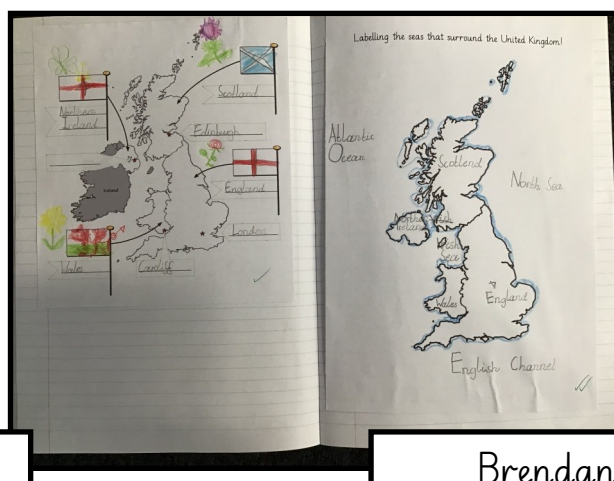 Scotland
Northern
Ireland
Edinburgh
England
Ireland
London
Wales
Cardiff
Labelling the seas that surround the United Kingdom!
Atlantic
Ocean
Scotland
North Sea
Northern
Ireland
Irish
Sea
Wales
England
English Channel
Brendan